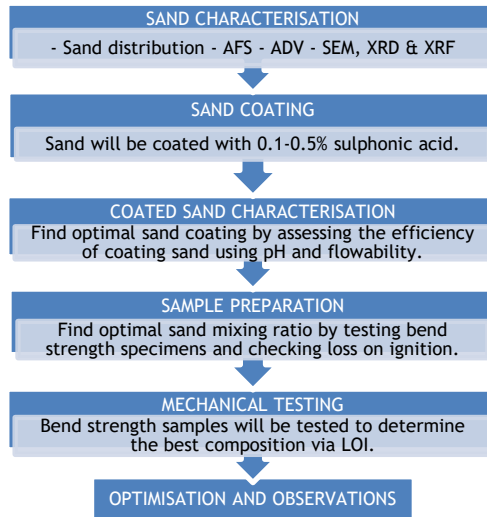 SAND CHARACTERISATION
- Sand distribution - AFS - ADV - SEM, XRD & XRF
SAND COATING
Sand will be coated with 0.1-0.5% sulphonic acid.
COATED SAND CHARACTERISATION
Find optimal sand coating by assessing the efficiency
of coating sand using pH and flowability.
SAMPLE PREPARATION
Find optimal sand mixing ratio by testing bend
strength specimens and checking loss on ignition.
MECHANICAL TESTING
Bend strength samples will be tested to determine
the best composition via LOI.
OPTIMISATION AND OBSERVATIONS